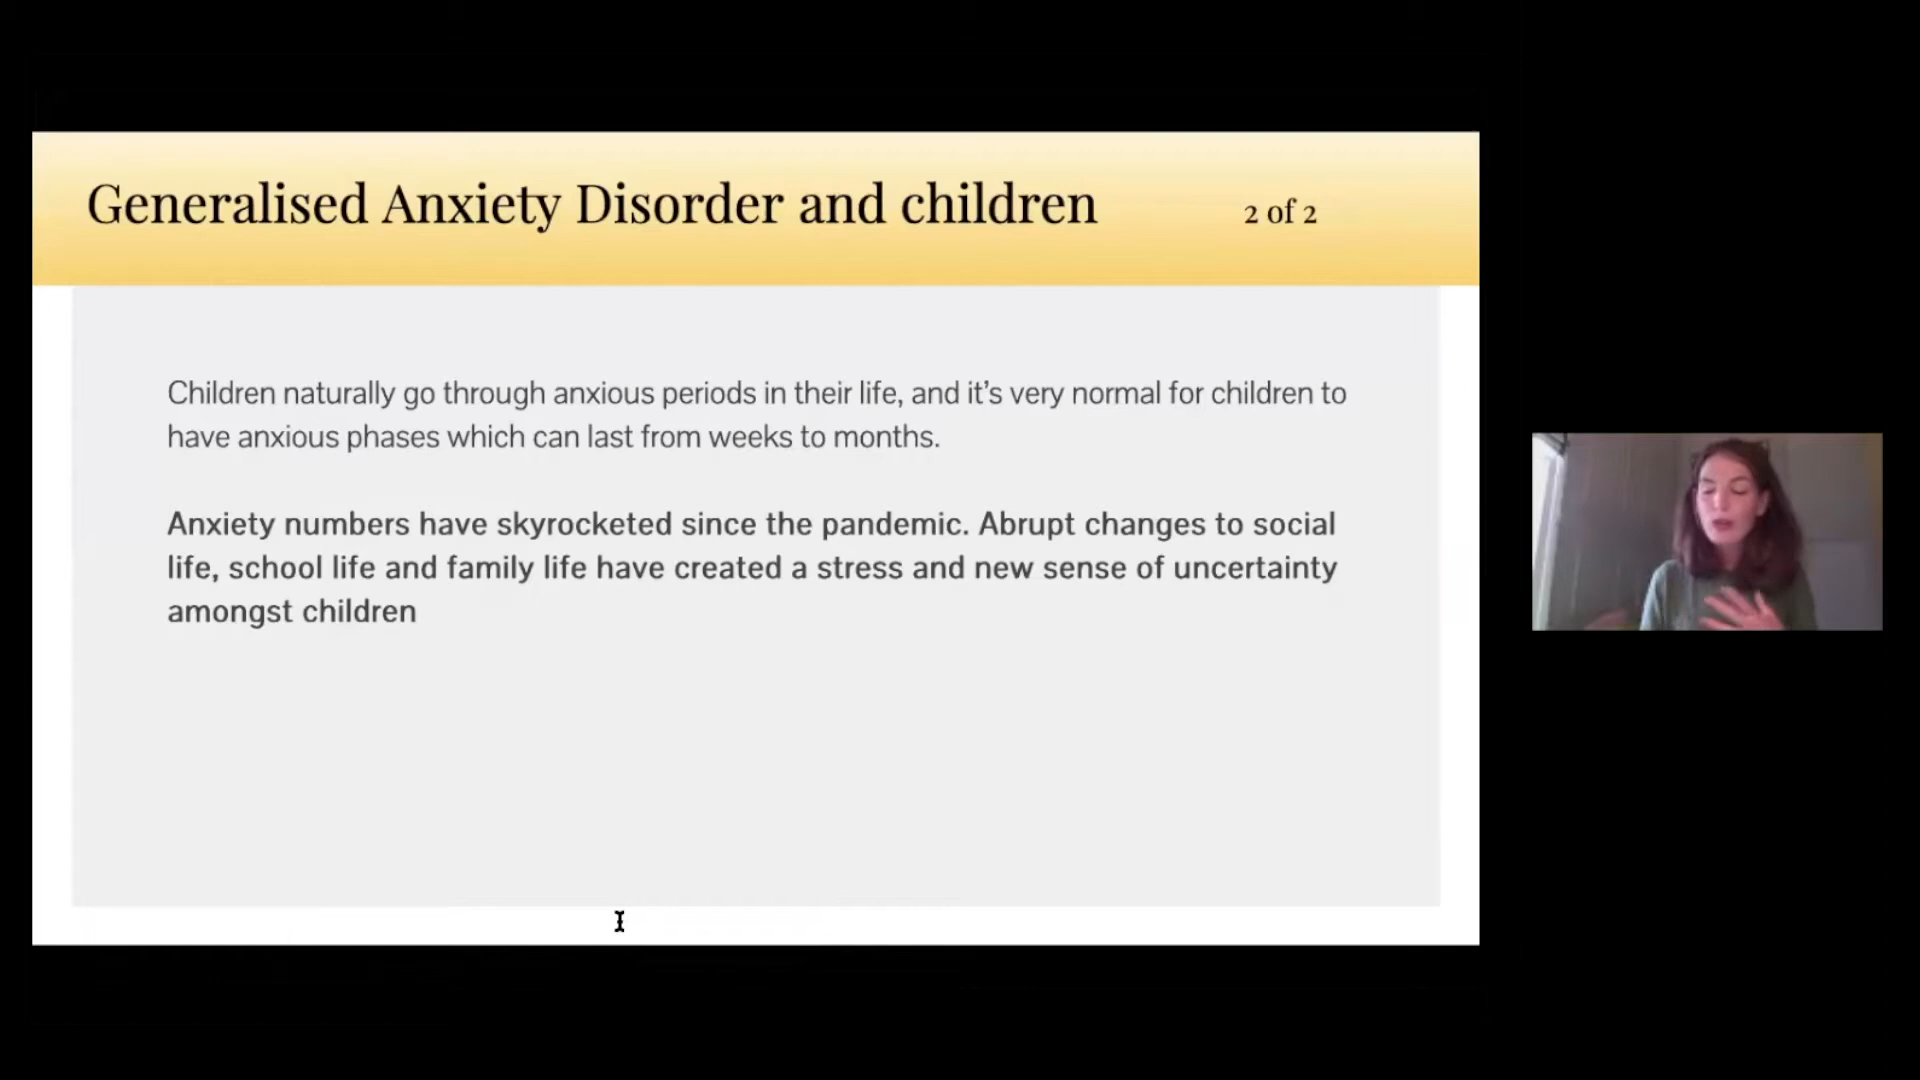 Generalised Anxiety Disorder and children
2 of 2
Children naturally go through anxious periods in their life, and it’s very normal for children to
have anxious phases which can last from weeks to months.
Anxiety numbers have skyrocketed since the pandemic. Abrupt changes to social
life, school life and family life have created a stress and new sense of uncertainty
amongst children